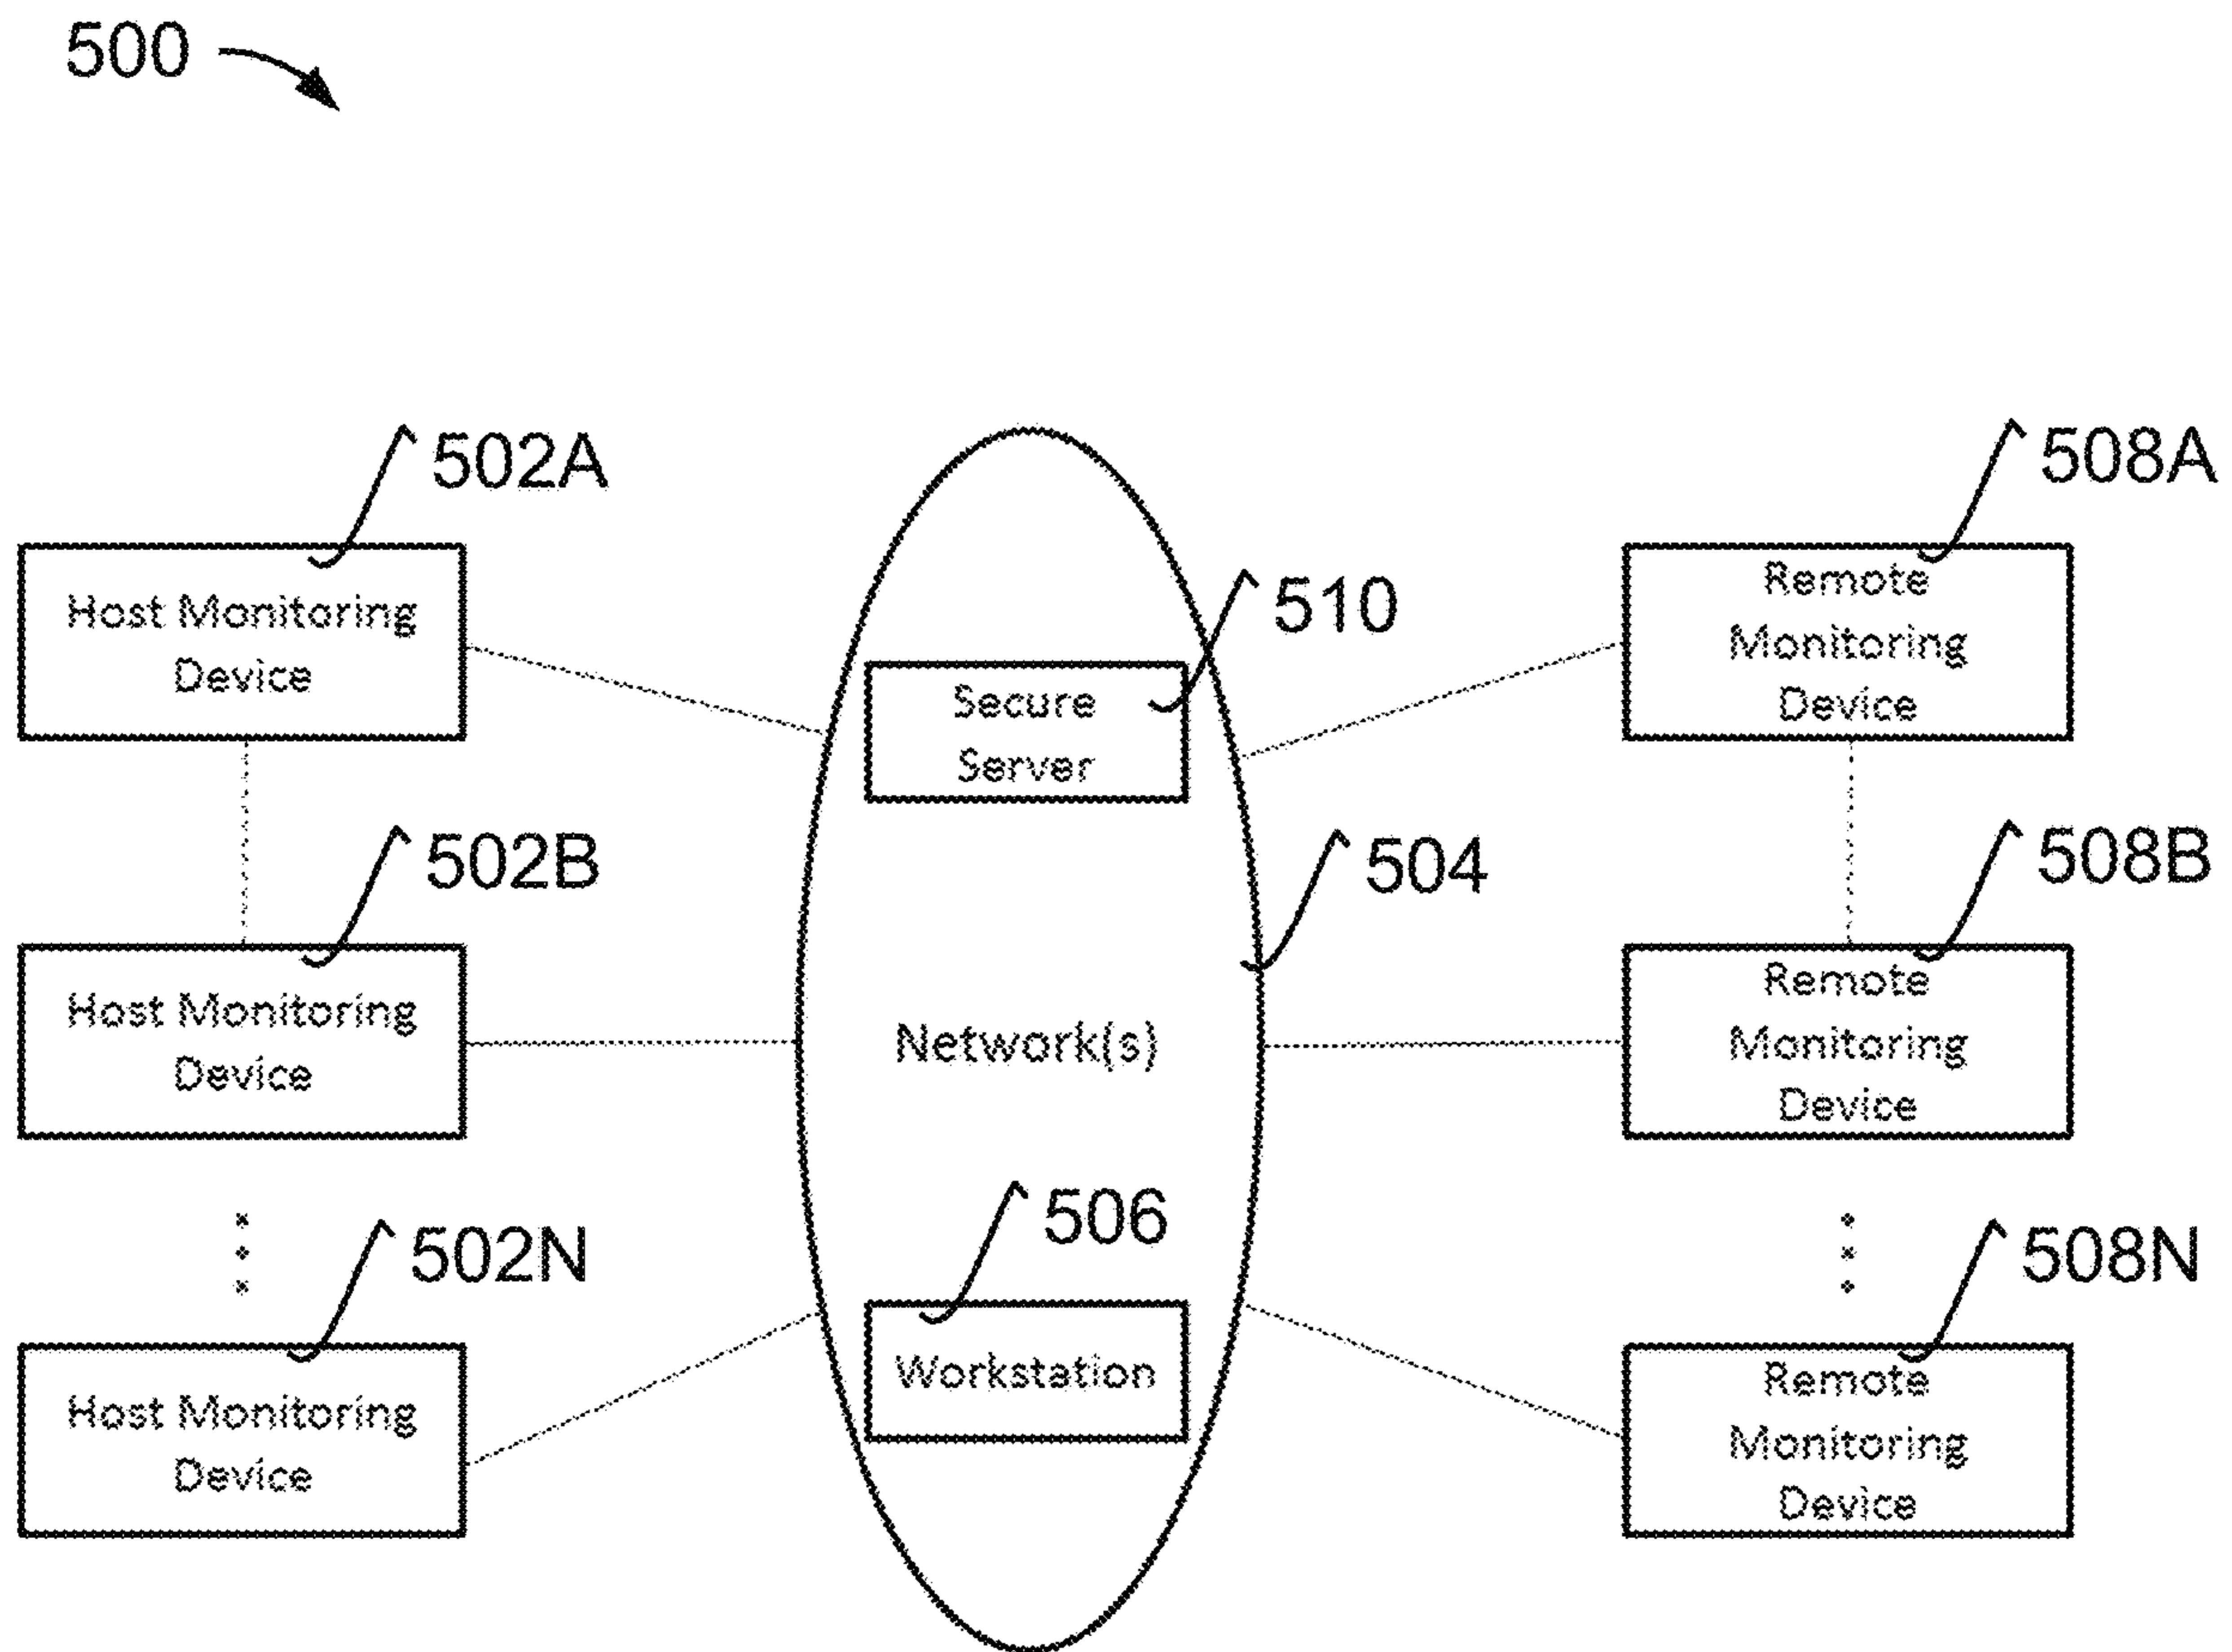 500
502A
Host Monitoring
Device
502B
Host Monitoring
Device
502N
Host Monitoring
Device
510
Secure
Server
504
Network(s)
506
Workstation
508A
Remote
Monitoring
Device
508B
Remote
Monitoring
Device
508N
Remote
Monitoring
Device